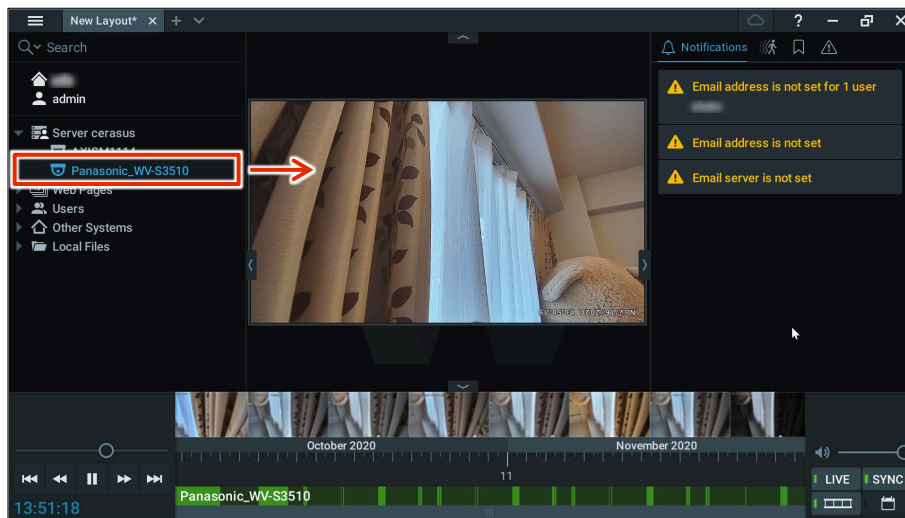 New Layout*
?
Search
Notifications
admin
Email address is not set for 1 user
Server cerasus
AXISM1114
Email address is not set
Panasonic_WV-S3510
Email server is not set
Web Pages
Users
Other Systems
Local Files
October 2020
November 2020
11
LIVE
SYNC
Panasonic_WV-S3510
13:51:18